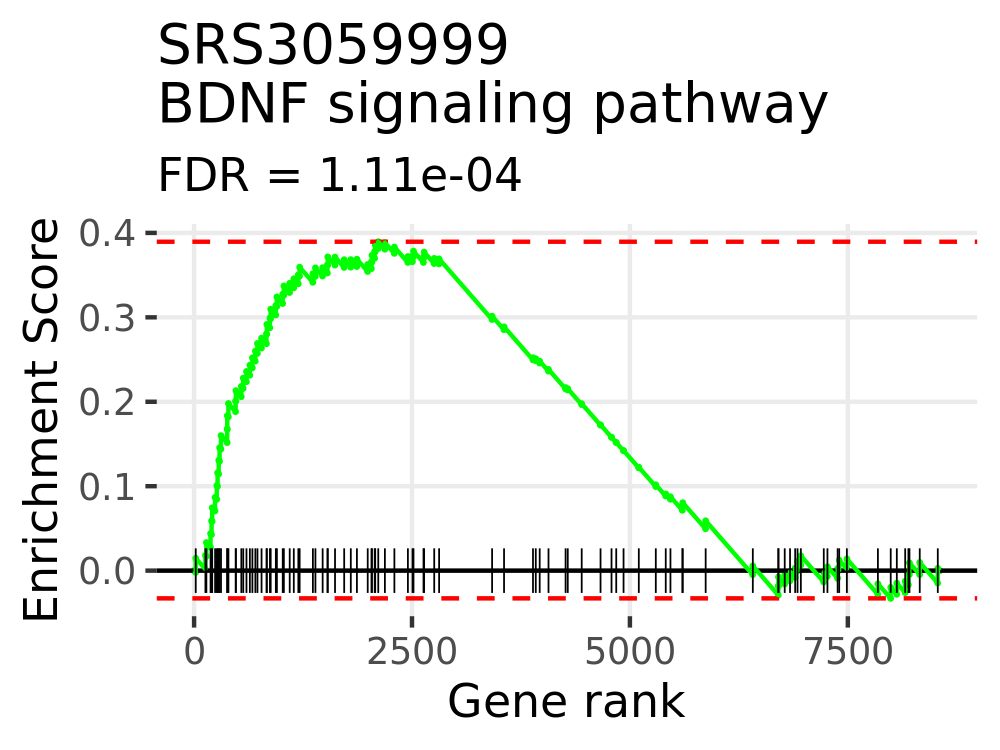 SRS3059999
BDNF signaling pathway
FDR = 1.11e-04
Enrichment Score
0.4
0.3
0.2
0.1
0.0
0 2500 5000 7500
Gene rank